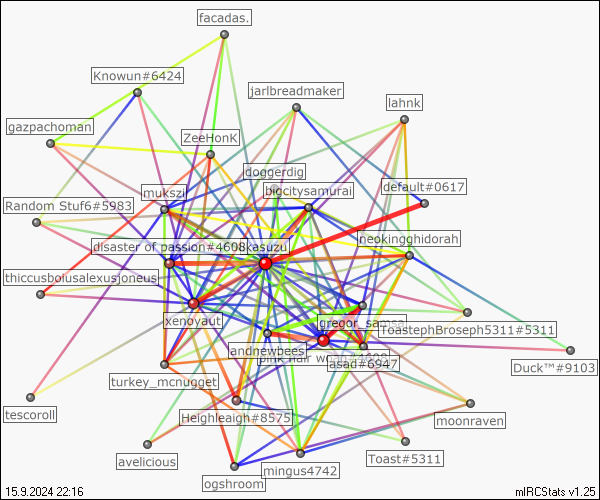 facadas.
Knowun#6424
jarlbreadmaker
lahnk
gazpachoman
ZeeHonK
doggerdig
mukszi
bigcitysamurai
default#0617
Random Stuf6#5983
disaster of passion#4608
kasuzu
neokingghidorah
thiccusboiusalexusjoneus
xenoyaut
gregor_samsa
ToastephBroseph5311#5311
andnewbees
asad#6947
Duck™#9103
turkey_mcnugget
tescoroll
Heighleaigh#8575
moonraven
avelicious
Toast#5311
ogshroom
mingus4742
15.9.2024 22:16
mIRCStats v1.25